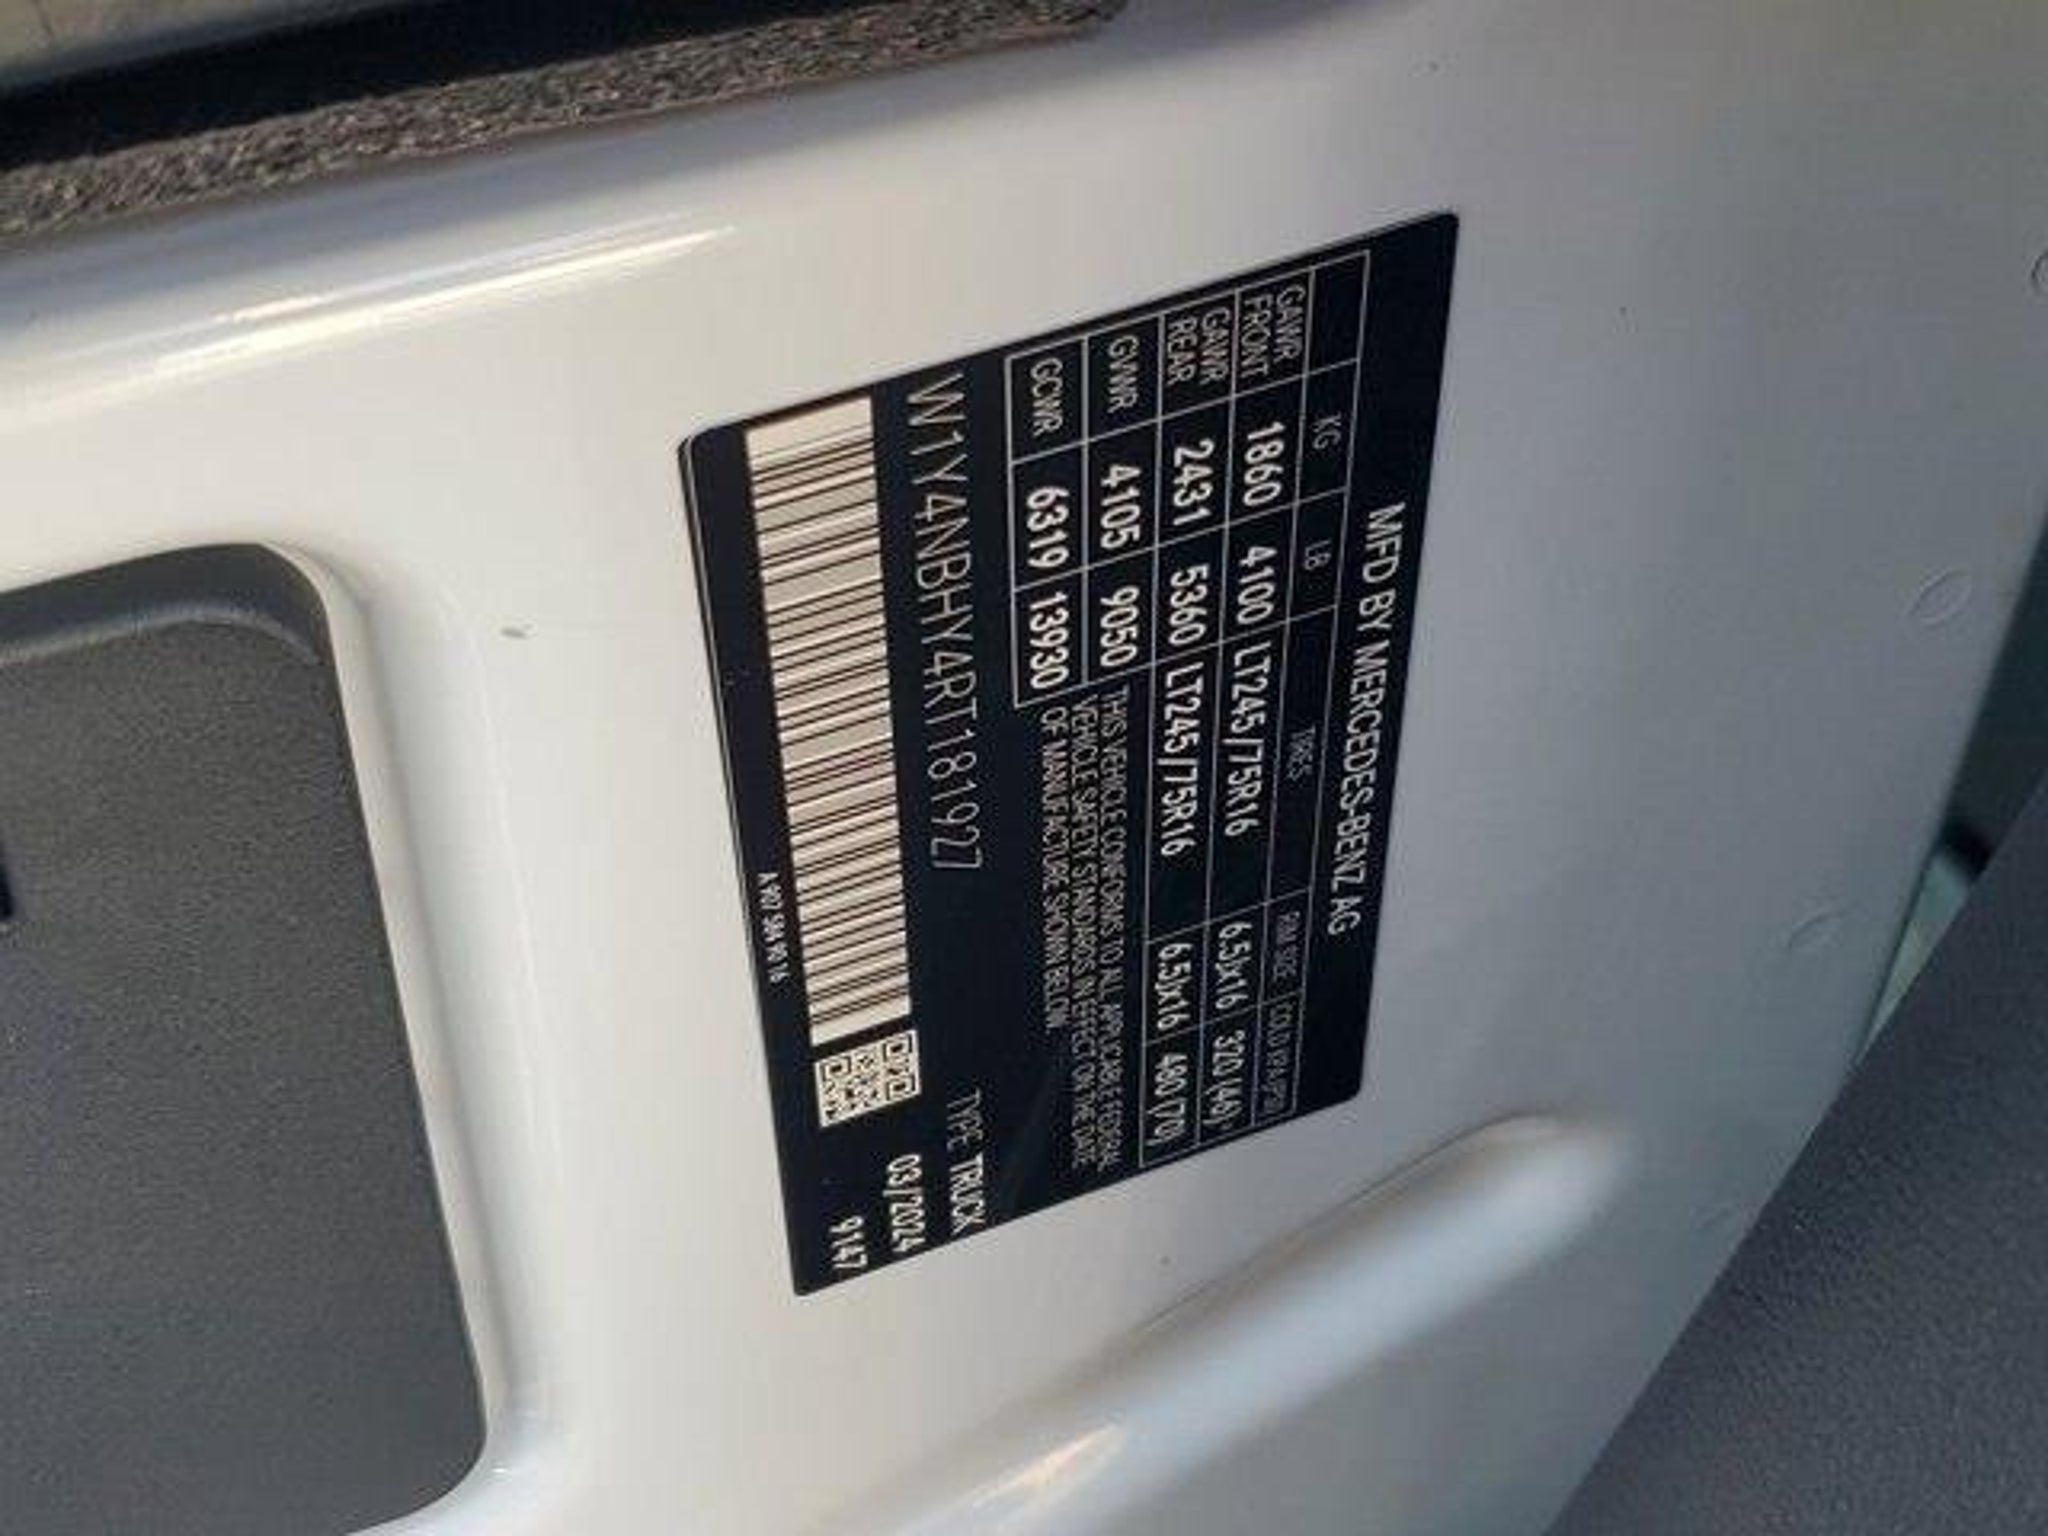 MFD BY MERCEDES-BENZ AG
KG LB TIRES RIM SIZE COLD KPA (PSI)
GAWR FRONT 1860 4100 LT245/75R16 6.5Jx16 320 (46)
GAWR REAR 2431 5360 LT245/75R16 6.5Jx16 480 (70)
GVWR 4105 9050
GCWR 6319 13930
THIS VEHICLE CONFORMS TO ALL APPLICABLE FEDERAL
VEHICLE SAFETY STANDARDS IN EFFECT ON THE DATE
OF MANUFACTURE SHOWN BELOW.
W1Y4NBHY4RT181927
TYPE TRUCK
03/2024
9147